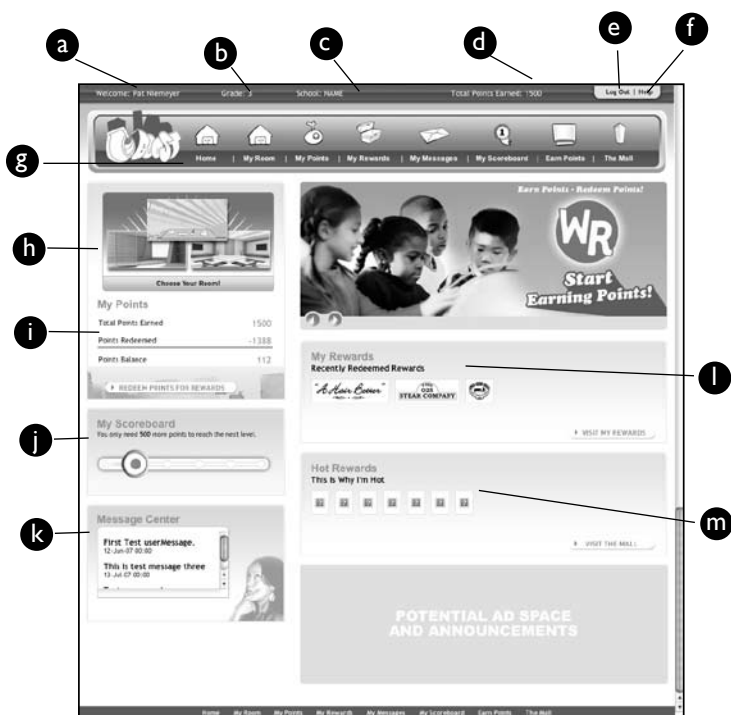 a
b
c
d
e
f
Welcome: Pat Niemeyer Grade: 3 School: NAME Total Points Earned: 1500 Log Out | Help
g
Home | My Room | My Points | My Rewards | My Messages | My Scoreboard | Earn Points | The Mall
h
Choose Your Room!
My Points
i
Total Points Earned 1500
Points Redeemed -1388
Points Balance 112
REDEEM POINTS FOR REWARDS
j
My Scoreboard
You only need 500 more points to reach the next level.
k
Message Center
First Test userMessage.
12-Jun-07 00:00
This is test message three
13-Jul-07 00:00
Earn Points - Redeem Points!
WR
Start
Earning Points!
l
My Rewards
Recently Redeemed Rewards
"A Hair Better"
STEAK COMPANY
VISIT MY REWARDS
m
Hot Rewards
This Is Why I'm Hot
? ? ? ? ? ? ?
VISIT THE MALL
POTENTIAL AD SPACE
AND ANNOUNCEMENTS
Home My Room My Points My Rewards My Messages My Scoreboard Earn Points The Mall